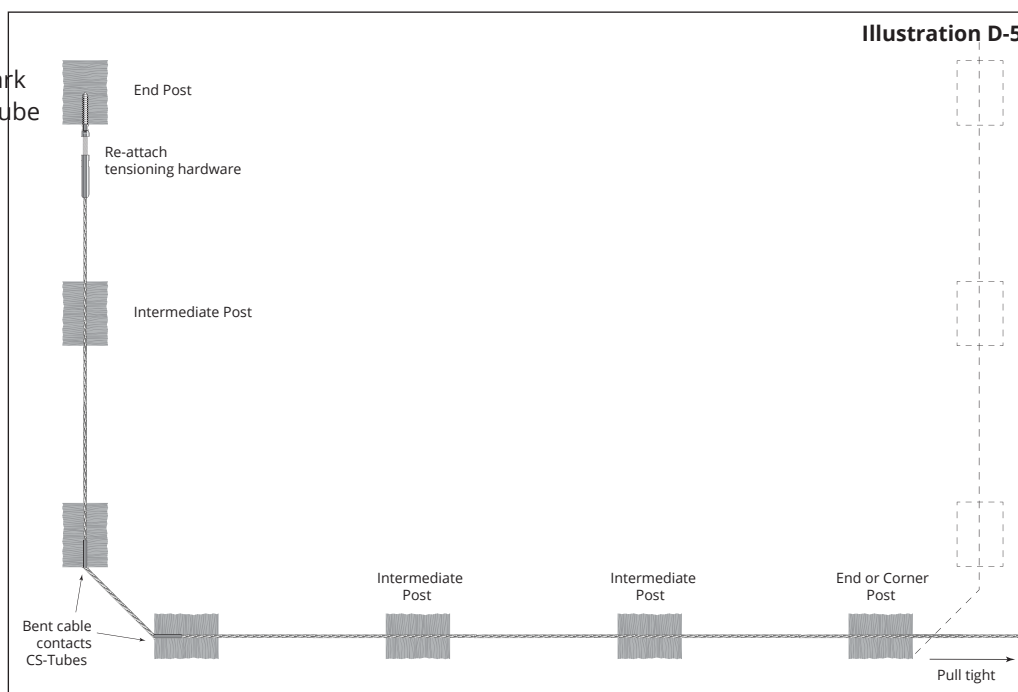 Illustration D-5
ube
End Post
Re-attach
tensioning hardware
Intermediate Post
Intermediate
Post
Intermediate
Post
End or Corner
Post
Bent cable
contacts
CS-Tubes
Pull tight